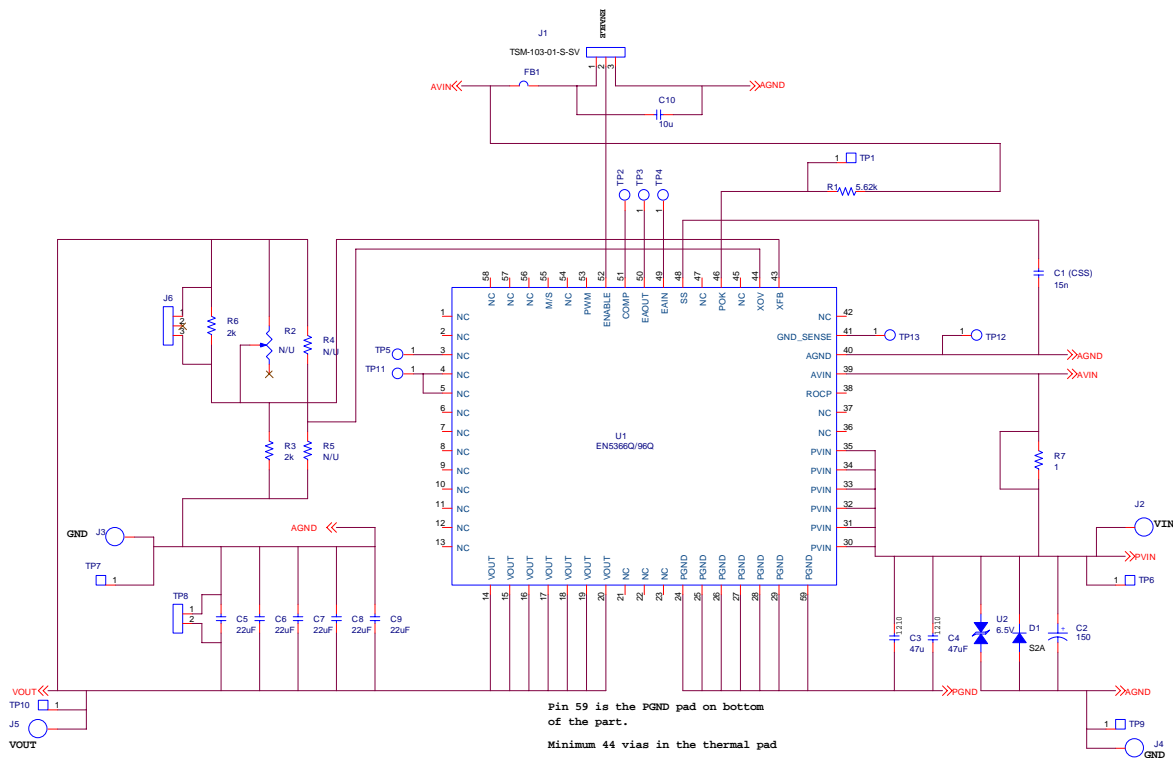 ENABLE
J1
TSM-103-01-S-SV
1 2 3
FB1
AVIN
AGND
C10
10u
1
TP1
R1
5.62k
TP2
TP3
TP4
1
1
58 57 56 55 54 53 52 51 50 49 48 47 46 45 44 43
NC NC NC M/S NC PWM ENABLE COMP EAOUT EAIN SS NC POK NC XOV XFB
C1 (CSS)
15n
J6
1
2
3
R6
2k
R2
N/U
R4
N/U
R3
2k
R5
N/U
TP5
1
TP11
1
1 NC
2 NC
3 NC
4 NC
5 NC
6 NC
7 NC
8 NC
9 NC
10 NC
11 NC
12 NC
13 NC
U1
EN5366Q/96Q
NC 42
GND_SENSE 41
AGND 40
AVIN 39
ROCP 38
NC 37
NC 36
PVIN 35
PVIN 34
PVIN 33
PVIN 32
PVIN 31
PVIN 30
1
TP13
1
TP12
AGND
AVIN
R7
1
J2
VIN
PVIN
1
TP6
VOUT VOUT VOUT VOUT VOUT VOUT VOUT NC NC NC PGND PGND PGND PGND PGND PGND PGND
14 15 16 17 18 19 20 21 22 23 24 25 26 27 28 29 59
GND
J3
TP7
1
AGND
TP8
1
2
C5
22uF
C6
22uF
C7
22uF
C8
22uF
C9
22uF
1210
C3
47u
1210
C4
47uF
U2
6.5V
D1
S2A
+
C2
150
VOUT
TP10
1
J5
VOUT
PGND
AGND
1
TP9
J4
GND
Pin 59 is the PGND pad on bottom
of the part.
Minimum 44 vias in the thermal pad